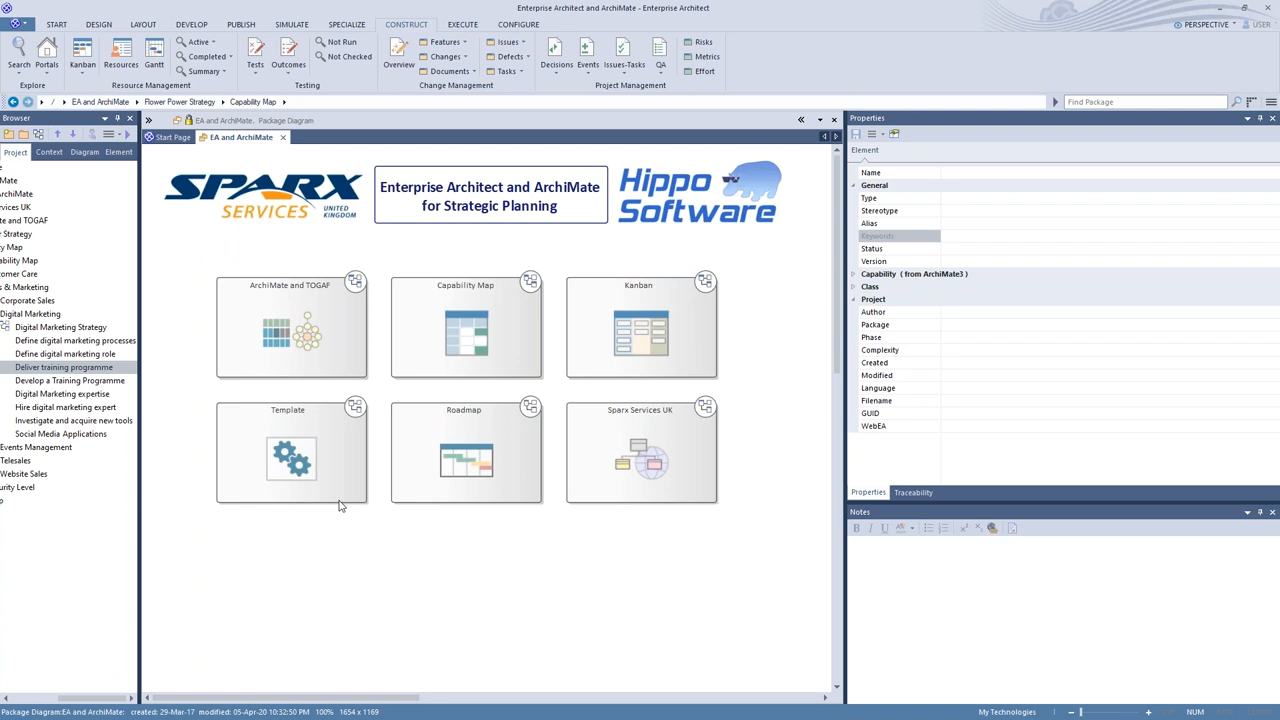 Enterprise Architect and ArchiMate - Enterprise Architect
START DESIGN LAYOUT DEVELOP PUBLISH SIMULATE SPECIALIZE CONSTRUCT EXECUTE CONFIGURE PERSPECTIVE USER
Search Portals Kanban Resources Gantt Active Completed Summary Tests Outcomes Not Run Not Checked Overview Features Changes Documents Issues Defects Tasks Decisions Events Issues-Tasks QA Risks Metrics Effort
Explore Resource Management Testing Change Management Project Management
/ EA and ArchiMate Flower Power Strategy Capability Map Find Package
Browser
Project Context Diagram Element
Mate
ArchiMate
vices UK
te and TOGAF
r Strategy
ty Map
pability Map
tomer Care
s & Marketing
Corporate Sales
Digital Marketing
Digital Marketing Strategy
Define digital marketing processes
Define digital marketing role
Deliver training programme
Develop a Training Programme
Digital Marketing expertise
Hire digital marketing expert
Investigate and acquire new tools
Social Media Applications
Events Management
Telesales
Website Sales
urity Level
EA and ArchiMate. Package Diagram
Start Page EA and ArchiMate
SPARX
SERVICES UNITED KINGDOM
Enterprise Architect and ArchiMate
for Strategic Planning
Hippo
Software
ArchiMate and TOGAF Capability Map Kanban
Template Roadmap Sparx Services UK
Properties
Element
Name
General
Type
Stereotype
Alias
Keywords
Status
Version
Capability ( from ArchiMate3 )
Class
Project
Author
Package
Phase
Complexity
Created
Modified
Language
Filename
GUID
WebEA
Properties Traceability
Notes
B I U
Package Diagram:EA and ArchiMate: created: 29-Mar-17 modified: 05-Apr-20 10:32:50 PM 100% 1654 x 1169 My Technologies NUM